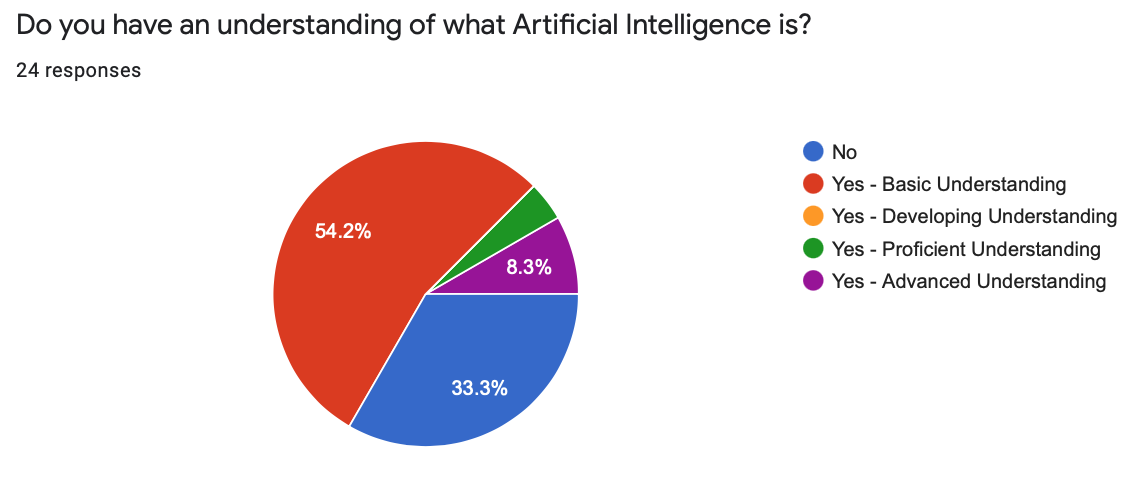 Do you have an understanding of what Artificial Intelligence is?
24 responses
54.2%
8.3%
33.3%
No
Yes - Basic Understanding
Yes - Developing Understanding
Yes - Proficient Understanding
Yes - Advanced Understanding